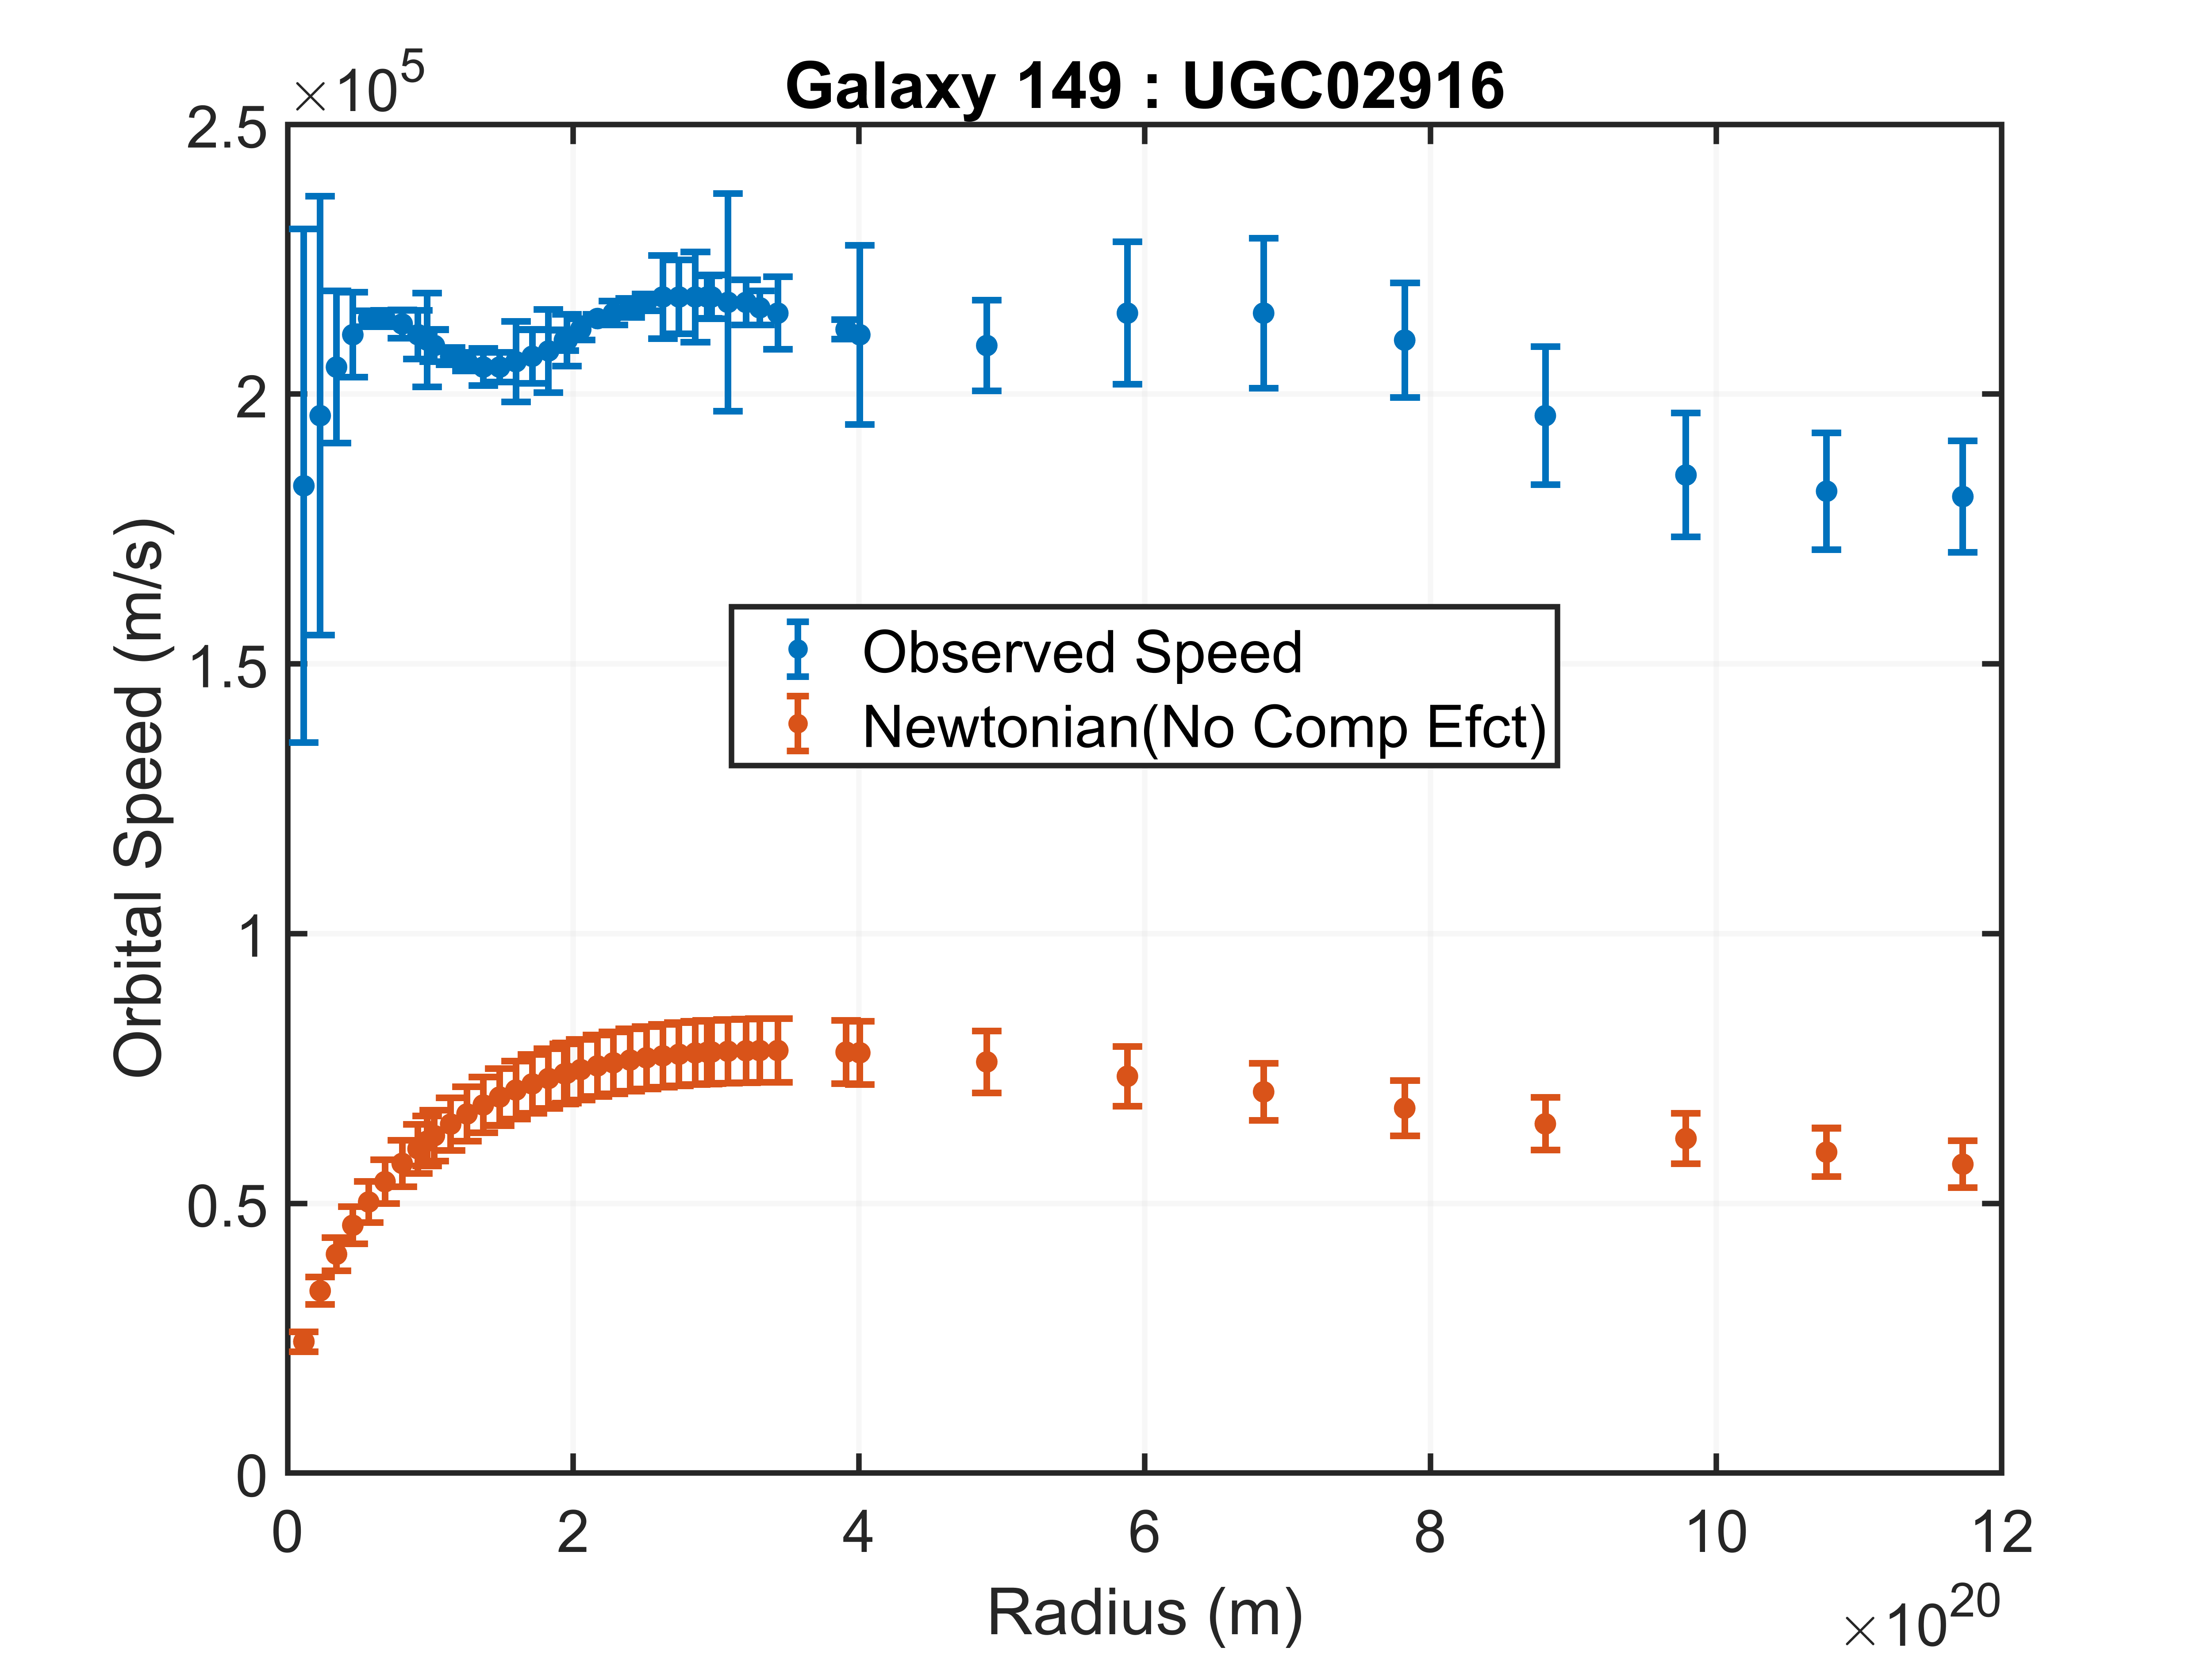 ×10^5
Galaxy 149 : UGC02916
2.5
2
1.5
1
0.5
0
Orbital Speed (m/s)
Observed Speed
Newtonian(No Comp Efct)
0 2 4 6 8 10 12
Radius (m)
×10^20